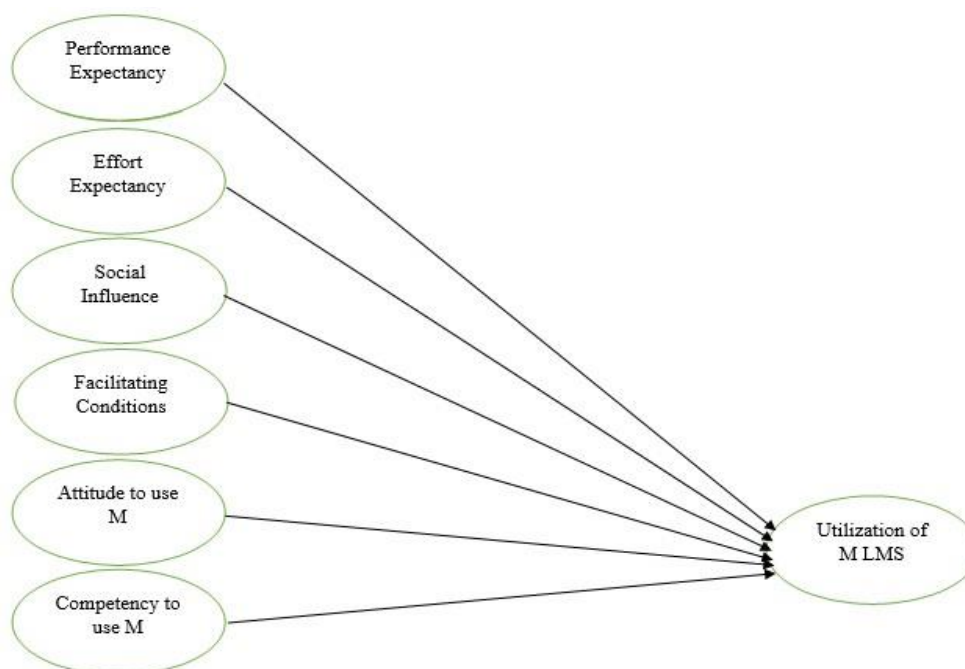 Performance
Expectancy
Effort
Expectancy
Social
Influence
Facilitating
Conditions
Attitude to use
M
Competency to
use M
Utilization of
M LMS